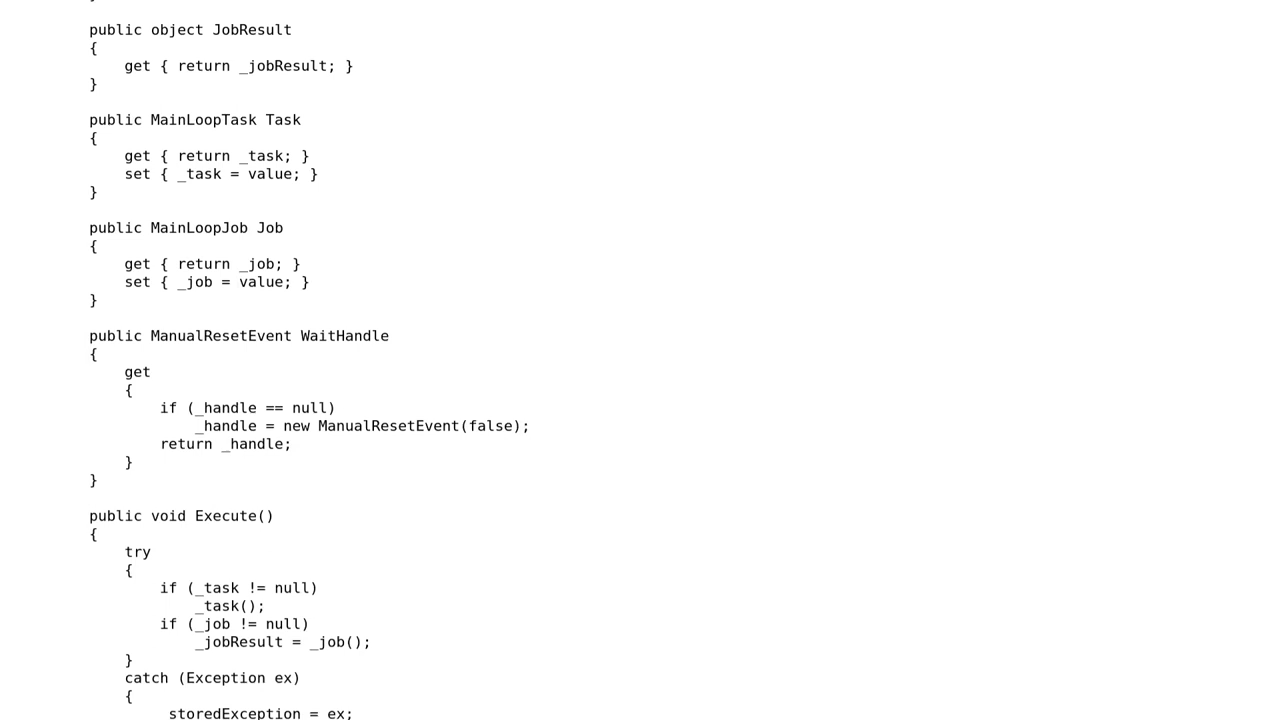 public object JobResult
{
get { return _jobResult; }
}
public MainLoopTask Task
{
get { return _task; }
set { _task = value; }
}
public MainLoopJob Job
{
get { return _job; }
set { _job = value; }
}
public ManualResetEvent WaitHandle
{
get
{
if (_handle == null)
_handle = new ManualResetEvent(false);
return _handle;
}
}
public void Execute()
{
try
{
if (_task != null)
_task();
if (_job != null)
_jobResult = _job();
}
catch (Exception ex)
{
storedException = ex;